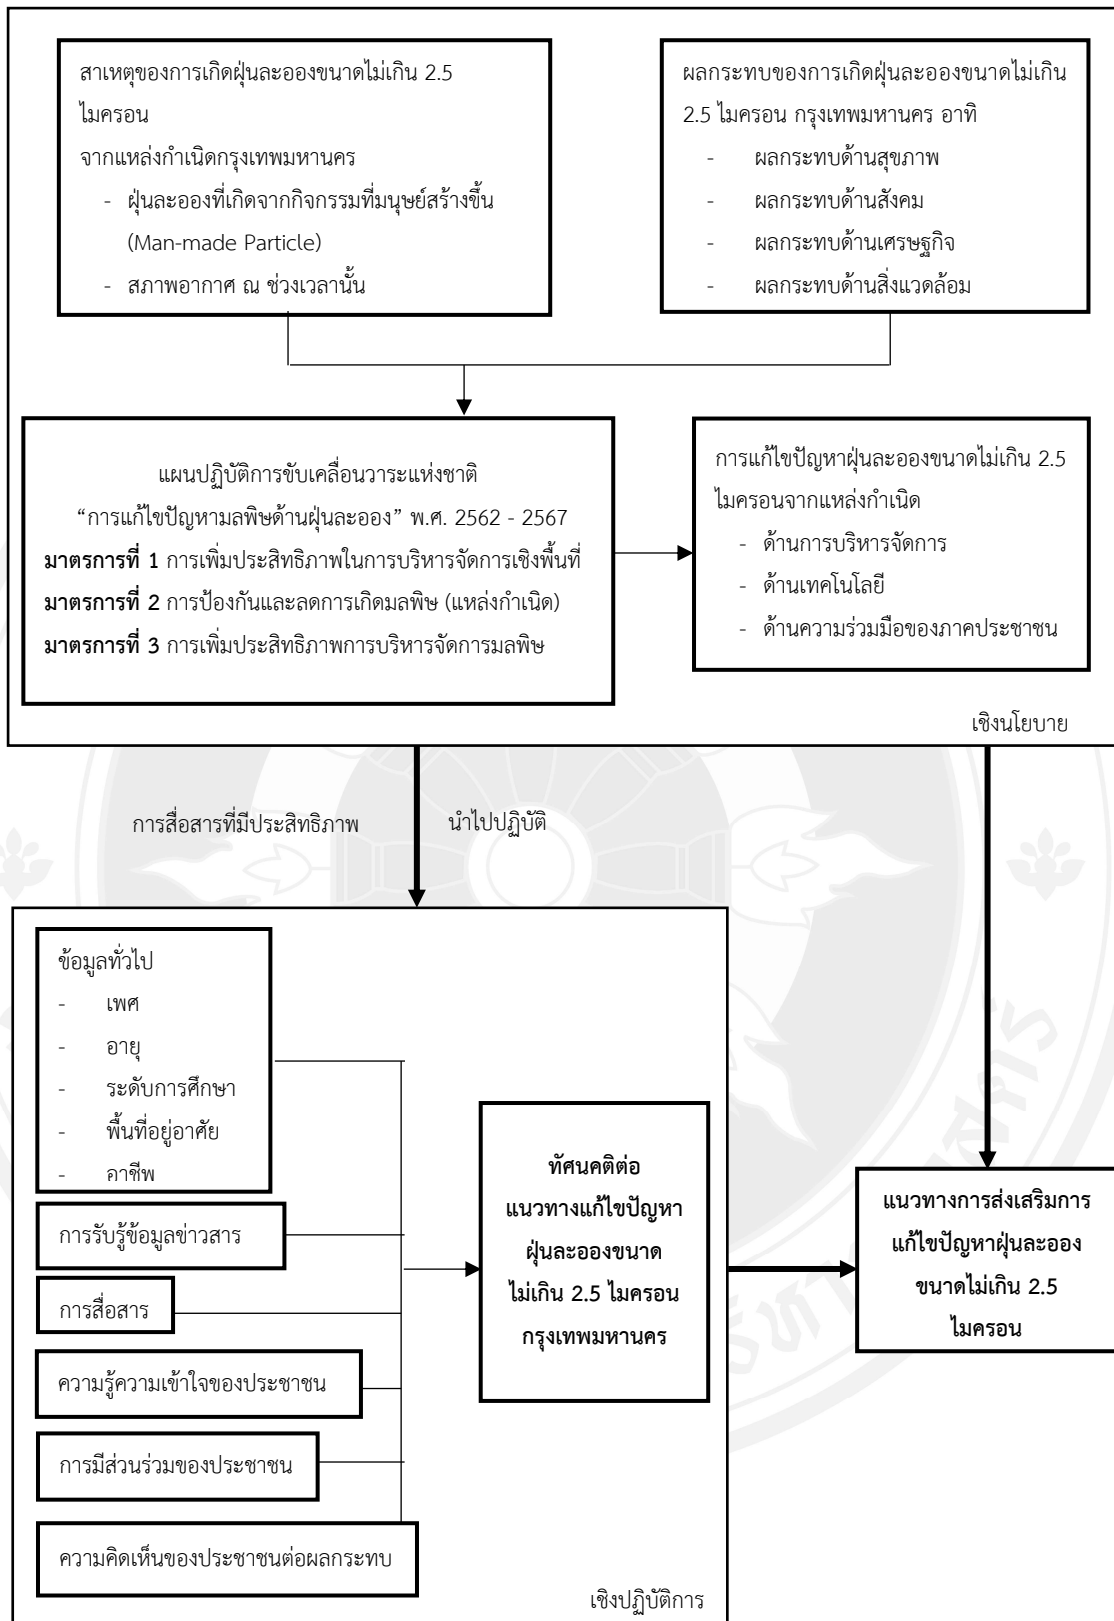 สาเหตุของการเกิดฝุ่นละอองขนาดไม่เกิน 2.5
ไมครอน
จากแหล่งกำเนิดกรุงเทพมหานคร
- ฝุ่นละอองที่เกิดจากกิจกรรมที่มนุษย์สร้างขึ้น
(Man-made Particle)
- สภาพอากาศ ณ ช่วงเวลานั้น
ผลกระทบของการเกิดฝุ่นละอองขนาดไม่เกิน
2.5 ไมครอน กรุงเทพมหานคร อาทิ
- ผลกระทบด้านสุขภาพ
- ผลกระทบด้านสังคม
- ผลกระทบด้านเศรษฐกิจ
- ผลกระทบด้านสิ่งแวดล้อม
แผนปฏิบัติการขับเคลื่อนวาระแห่งชาติ
“การแก้ไขปัญหามลพิษด้านฝุ่นละออง” พ.ศ. 2562 - 2567
มาตรการที่ 1 การเพิ่มประสิทธิภาพในการบริหารจัดการเชิงพื้นที่
มาตรการที่ 2 การป้องกันและลดการเกิดมลพิษ (แหล่งกำเนิด)
มาตรการที่ 3 การเพิ่มประสิทธิภาพการบริหารจัดการมลพิษ
การแก้ไขปัญหาฝุ่นละอองขนาดไม่เกิน 2.5
ไมครอนจากแหล่งกำเนิด
- ด้านการบริหารจัดการ
- ด้านเทคโนโลยี
- ด้านความร่วมมือของภาคประชาชน
เชิงนโยบาย
การสื่อสารที่มีประสิทธิภาพ
นำไปปฏิบัติ
ข้อมูลทั่วไป
- เพศ
- อายุ
- ระดับการศึกษา
- พื้นที่อยู่อาศัย
- อาชีพ
การรับรู้ข้อมูลข่าวสาร
การสื่อสาร
ความรู้ความเข้าใจของประชาชน
การมีส่วนร่วมของประชาชน
ความคิดเห็นของประชาชนต่อผลกระทบ
ทัศนคติต่อ
แนวทางแก้ไขปัญหา
ฝุ่นละอองขนาด
ไม่เกิน 2.5 ไมครอน
กรุงเทพมหานคร
แนวทางการส่งเสริมการ
แก้ไขปัญหาฝุ่นละออง
ขนาดไม่เกิน 2.5
ไมครอน
เชิงปฏิบัติการ